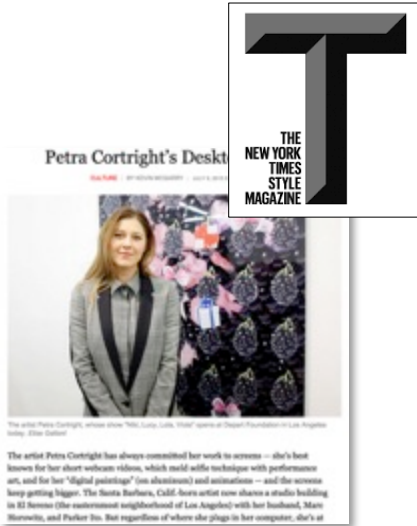 T
THE
NEW YORK
TIMES
STYLE
MAGAZINE
Petra Cortright's Deskt
CULTURE BY KEVIN MCGARRY
The artist Petra Cortright, whose show "Niki, Lucy, Lola, Viola" opens at Depart Foundation in Los Angeles
today.
The artist Petra Cortright has always committed her work to screens — she's best
known for her short webcam videos, which meld selfie technique with performance
art, and for her "digital paintings" (on aluminum) and animations — and the screens
keep getting bigger. The Santa Barbara, Calif.-born artist now shares a studio building
in El Sereno (the easternmost neighborhood of Los Angeles) with her husband, Marc
Horowitz, and Parker Ito. But regardless of where she plugs in her computer, she's at